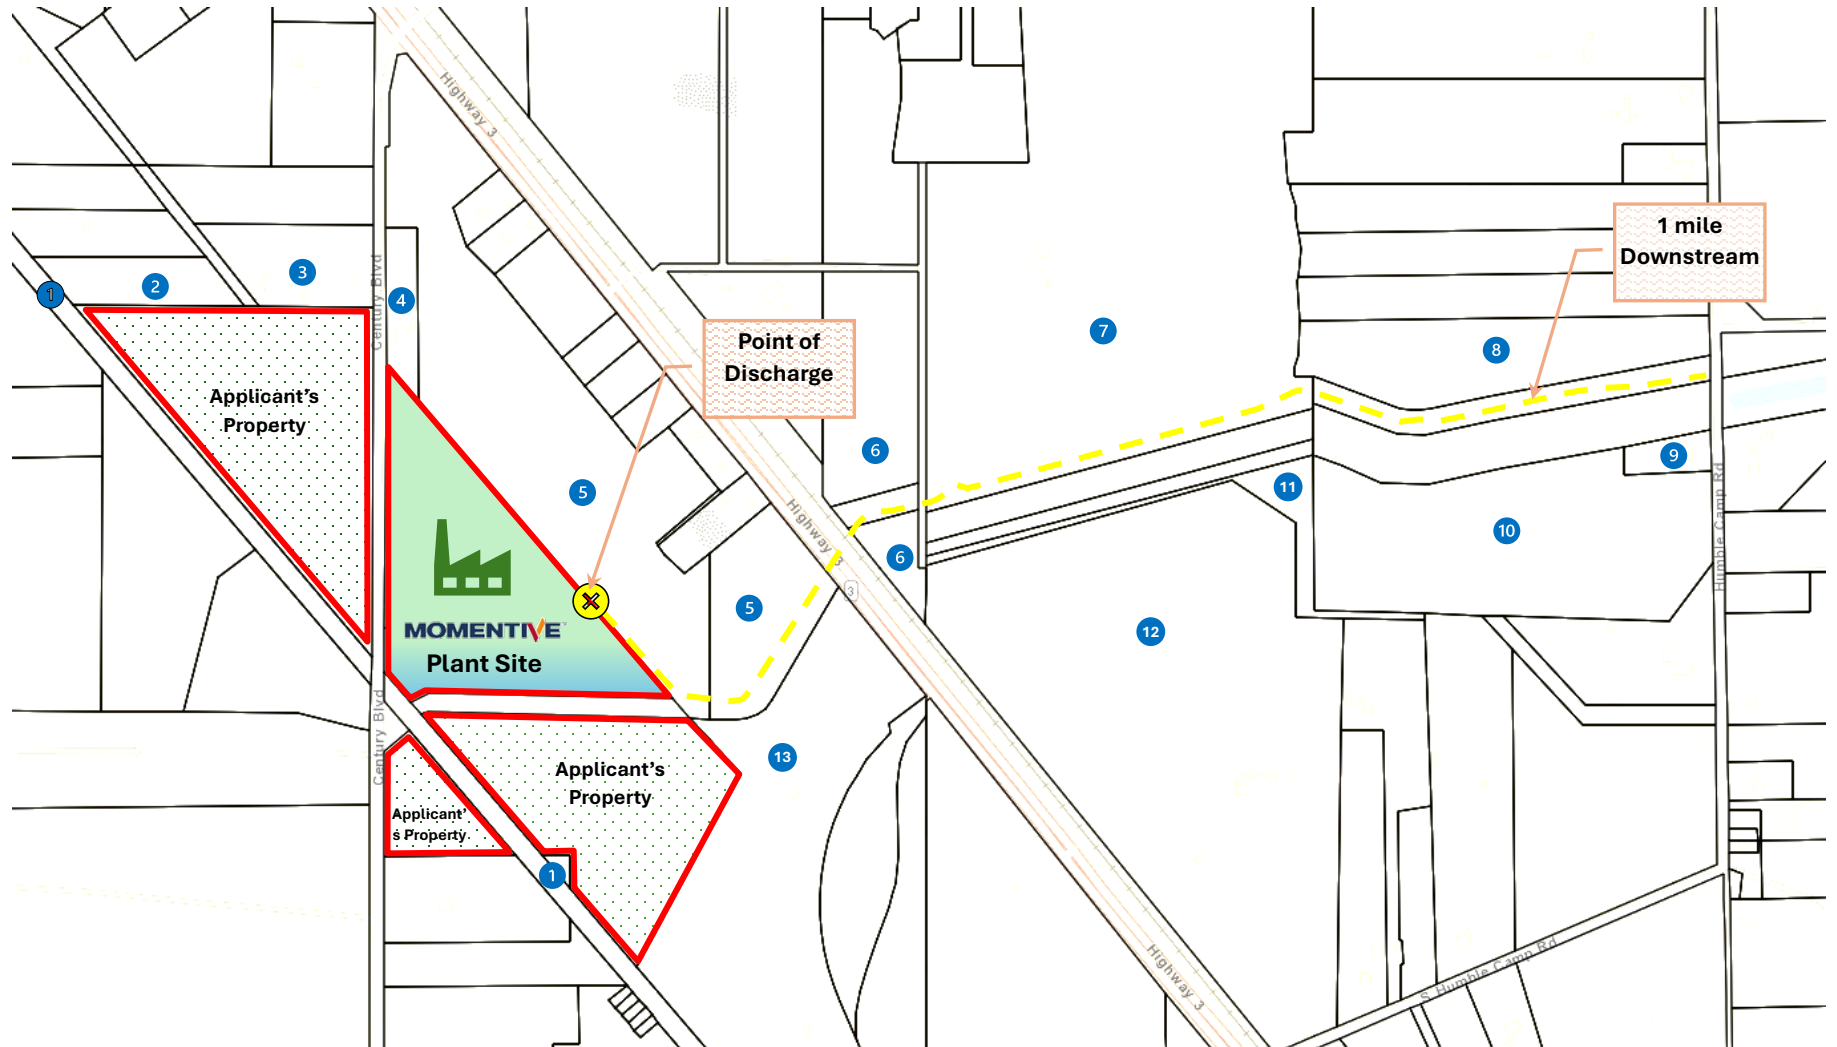 Highway 3
1 mile
Downstream
2
3
1
4
Century Blvd
Point of
Discharge
7
8
Applicant's
Property
6
9
5
11
Humble Camp Rd
10
Highway 3
6
3
5
12
MOMENTIVE
Plant Site
Century Blvd
13
Applicant's
Property
Applicant'
s Property
1
Highway 3
S Humble Camp Rd